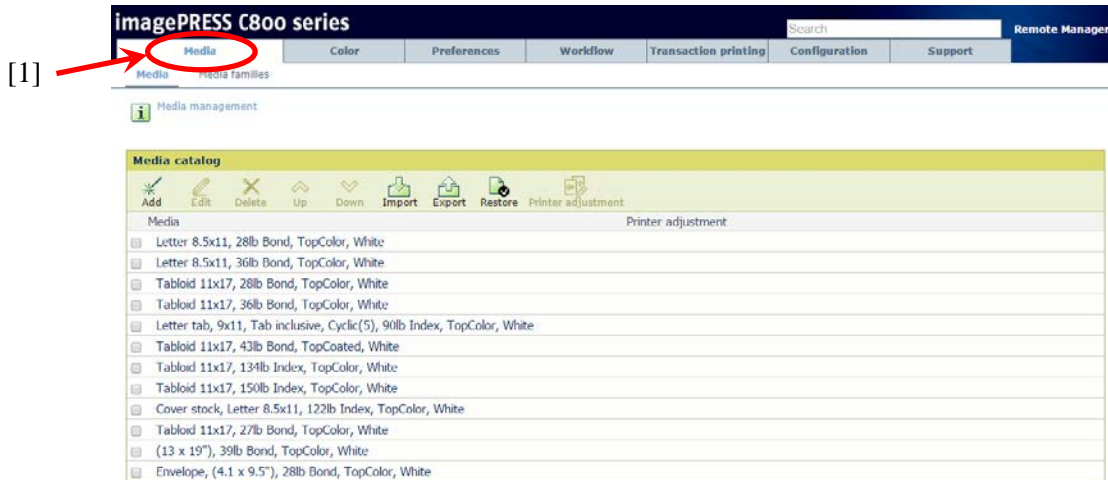 imagePRESS C800 series
Search
Remote Manager
Media Color Preferences Workflow Transaction printing Configuration Support
[1]
Media Media families
Media management
Media catalog
Add Edit Delete Up Down Import Export Restore Printer adjustment
Media Printer adjustment
Letter 8.5x11, 28lb Bond, TopColor, White
Letter 8.5x11, 36lb Bond, TopColor, White
Tabloid 11x17, 28lb Bond, TopColor, White
Tabloid 11x17, 36lb Bond, TopColor, White
Letter tab, 9x11, Tab inclusive, Cyclic(5), 90lb Index, TopColor, White
Tabloid 11x17, 43lb Bond, TopCoated, White
Tabloid 11x17, 134lb Index, TopColor, White
Tabloid 11x17, 150lb Index, TopColor, White
Cover stock, Letter 8.5x11, 122lb Index, TopColor, White
Tabloid 11x17, 27lb Bond, TopColor, White
(13 x 19"), 39lb Bond, TopColor, White
Envelope, (4.1 x 9.5"), 28lb Bond, TopColor, White